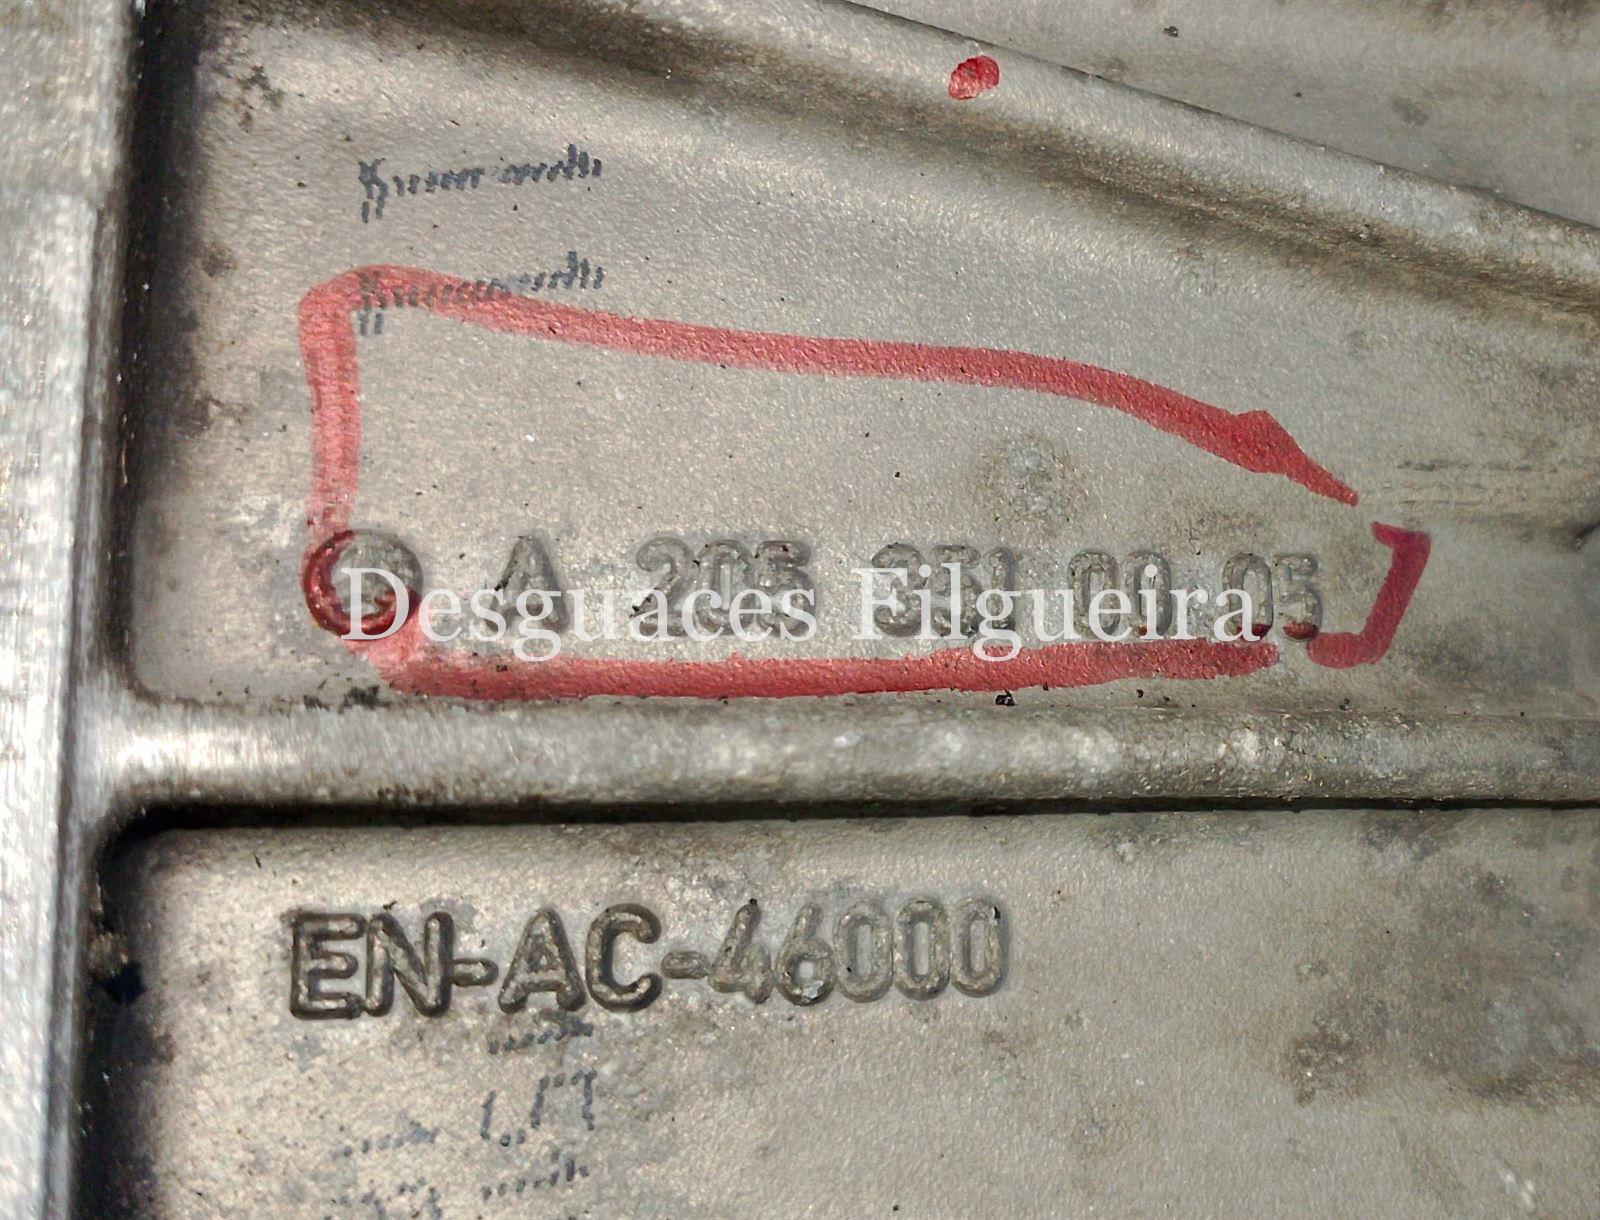 A 205 351 00 05
Desguaces Filgueira
EN-AC-46000